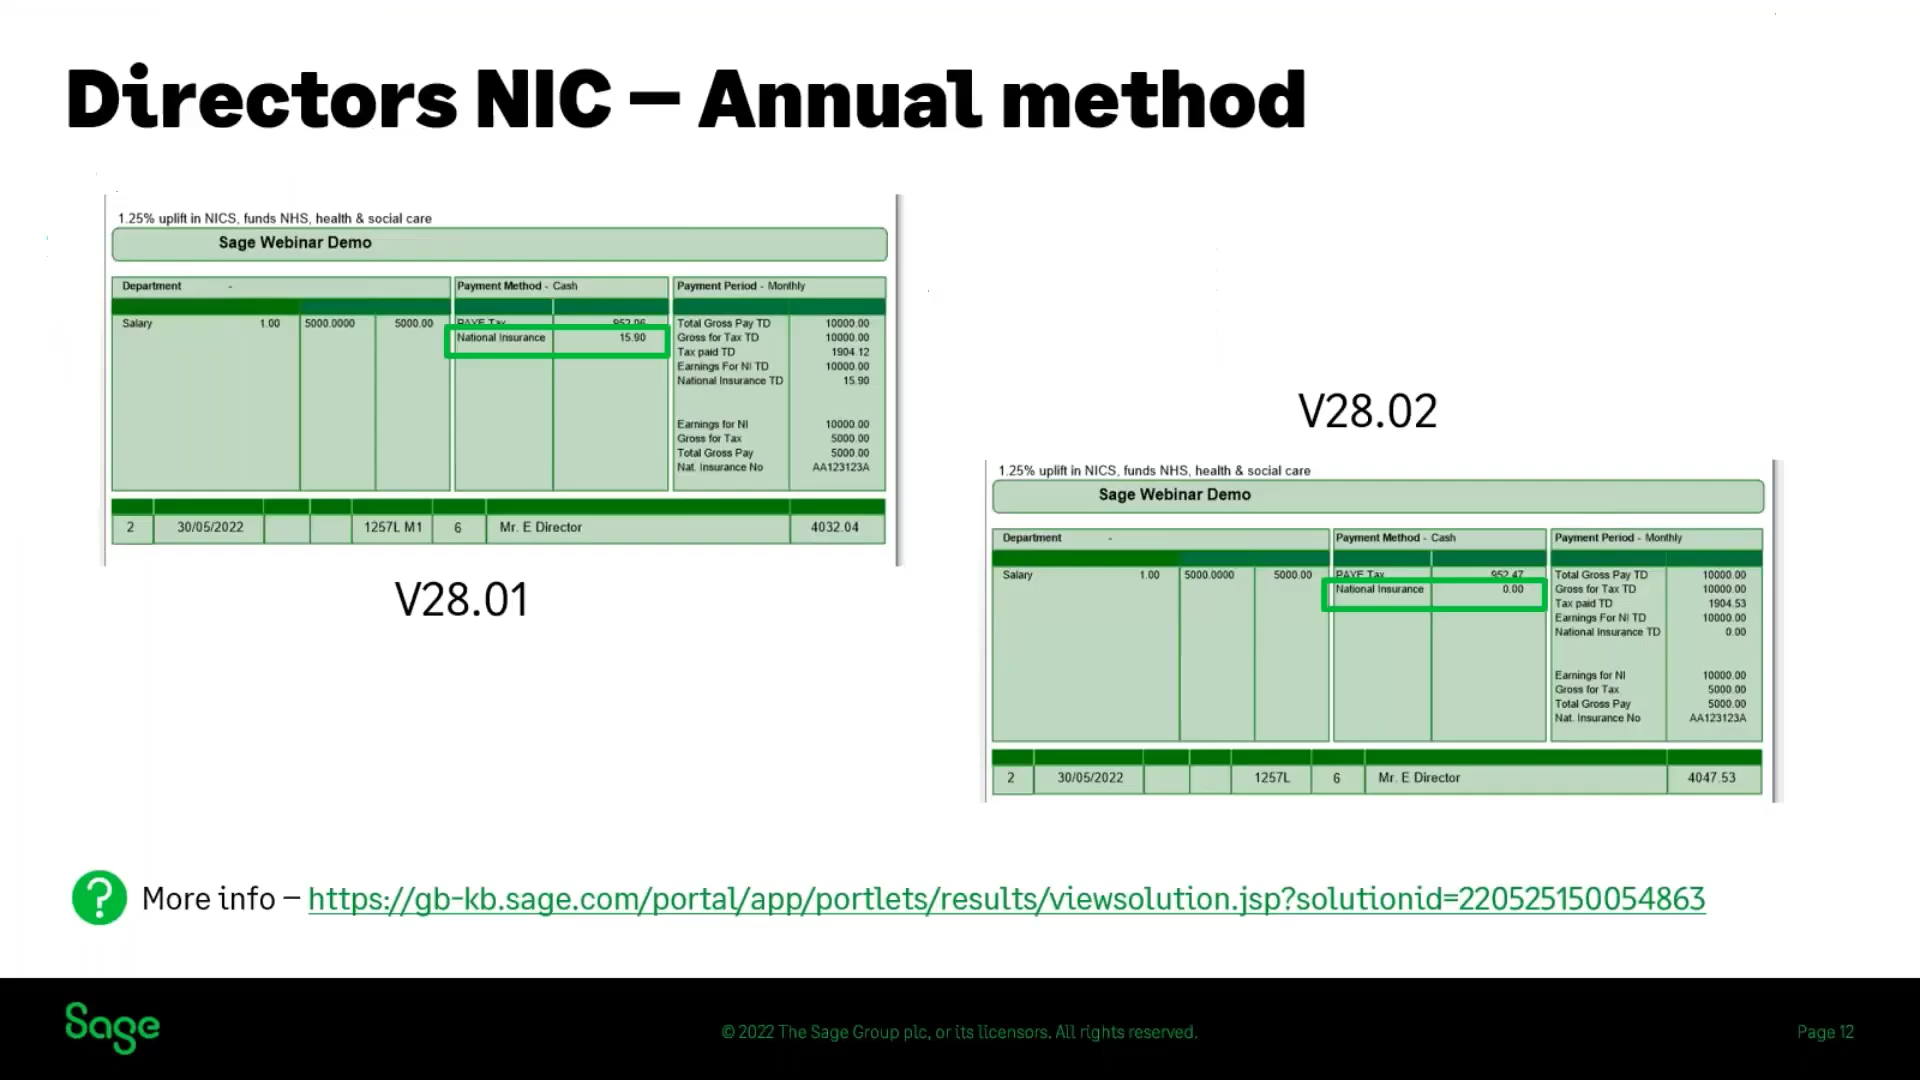 Directors NIC – Annual method
1.25% uplift in NICS, funds NHS, health & social care
Sage Webinar Demo
Department -
Payment Method - Cash
Payment Period - Monthly
Salary 1.00 5000.0000 5000.00
PAYE Tax 952.06
National Insurance 15.90
Total Gross Pay TD 10000.00
Gross for Tax TD 10000.00
Tax paid TD 1904.12
Earnings For NI TD 10000.00
National Insurance TD 15.90
Earnings for NI 10000.00
Gross for Tax 5000.00
Total Gross Pay 5000.00
Nat. Insurance No AA123123A
2 30/05/2022 1257L M1 6 Mr. E Director 4032.04
V28.01
V28.02
1.25% uplift in NICS, funds NHS, health & social care
Sage Webinar Demo
Department -
Payment Method - Cash
Payment Period - Monthly
Salary 1.00 5000.0000 5000.00
PAYE Tax 952.47
National Insurance 0.00
Total Gross Pay TD 10000.00
Gross for Tax TD 10000.00
Tax paid TD 1904.53
Earnings For NI TD 10000.00
National Insurance TD 0.00
Earnings for NI 10000.00
Gross for Tax 5000.00
Total Gross Pay 5000.00
Nat. Insurance No AA123123A
2 30/05/2022 1257L 6 Mr. E Director 4047.53
? More info – https://gb-kb.sage.com/portal/app/portlets/results/viewsolution.jsp?solutionid=220525150054863
Sage
© 2022 The Sage Group plc, or its licensors. All rights reserved.
Page 12